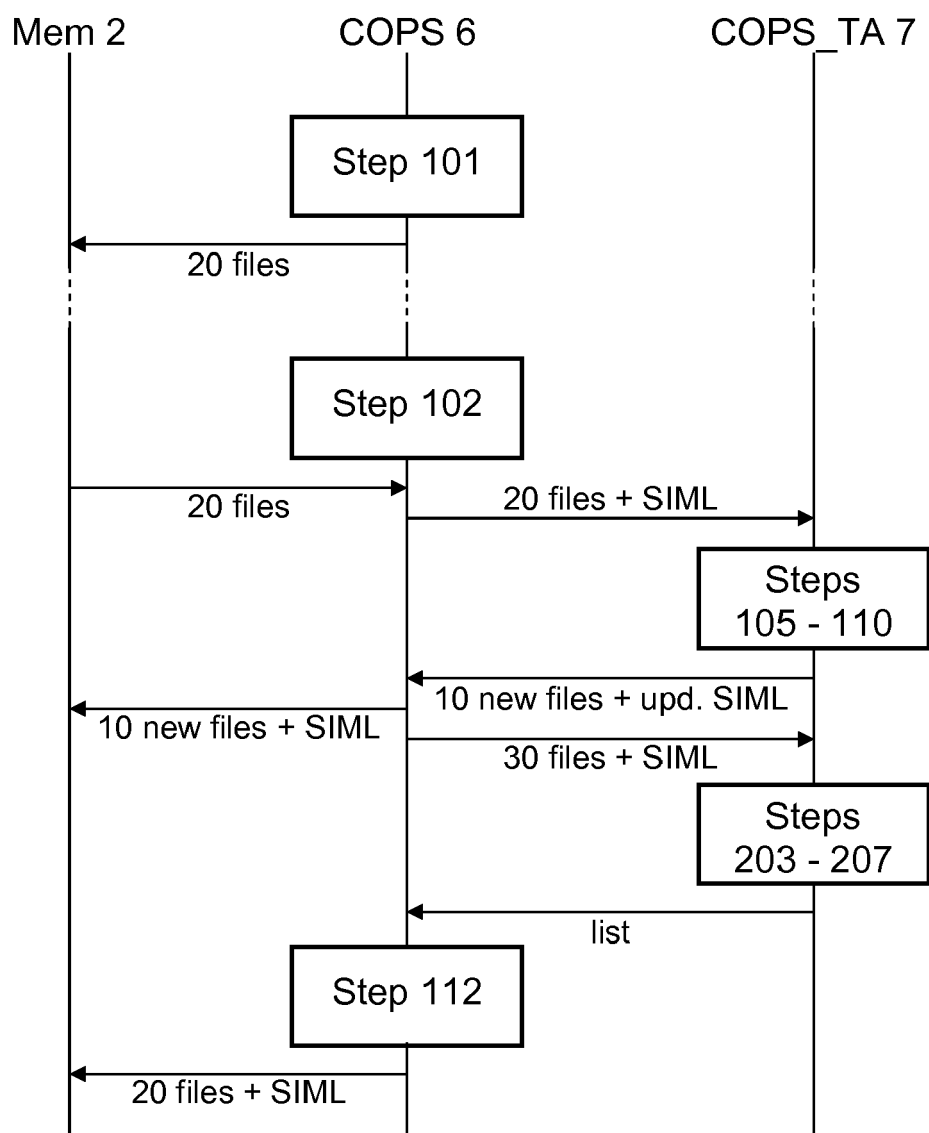 Mem 2 COPS 6 COPS_TA 7
Step 101
20 files
Step 102
20 files
20 files + SIML
Steps
105 - 110
10 new files + upd. SIML
10 new files + SIML
30 files + SIML
Steps
203 - 207
list
Step 112
20 files + SIML